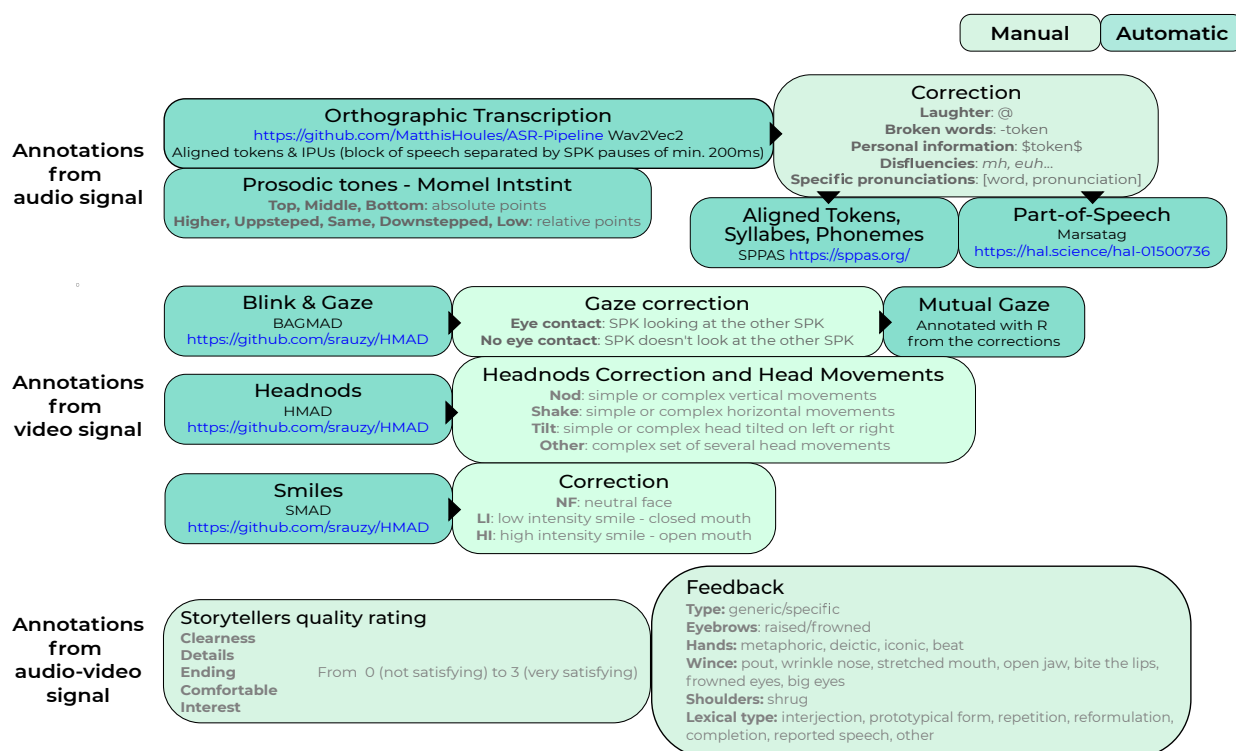 Manual
Automatic
Annotations
from
audio signal
Orthographic Transcription
https://github.com/MatthisHoules/ASR-Pipeline Wav2Vec2
Aligned tokens & IPUs (block of speech separated by SPK pauses of min. 200ms)
Correction
Laughter: @
Broken words: -token
Personal information: $token$
Disfluencies: mh, euh...
Specific pronunciations: [word, pronunciation]
Prosodic tones - Momel Intstint
Top, Middle, Bottom: absolute points
Higher, Uppsteped, Same, Downstepped, Low: relative points
Aligned Tokens,
Syllabes, Phonemes
SPPAS https://sppas.org/
Part-of-Speech
Marsatag
https://hal.science/hal-01500736
Annotations
from
video signal
Blink & Gaze
BAGMAD
https://github.com/srauzy/HMAD
Gaze correction
Eye contact: SPK looking at the other SPK
No eye contact: SPK doesn't look at the other SPK
Mutual Gaze
Annotated with R
from the corrections
Headnods
HMAD
https://github.com/srauzy/HMAD
Headnods Correction and Head Movements
Nod: simple or complex vertical movements
Shake: simple or complex horizontal movements
Tilt: simple or complex head tilted on left or right
Other: complex set of several head movements
Smiles
SMAD
https://github.com/srauzy/HMAD
Correction
NF: neutral face
LI: low intensity smile - closed mouth
HI: high intensity smile - open mouth
Annotations
from
audio-video
signal
Storytellers quality rating
Clearness
Details
Ending
Comfortable
Interest
From 0 (not satisfying) to 3 (very satisfying)
Feedback
Type: generic/specific
Eyebrows: raised/frowned
Hands: metaphoric, deictic, iconic, beat
Wince: pout, wrinkle nose, stretched mouth, open jaw, bite the lips,
frowned eyes, big eyes
Shoulders: shrug
Lexical type: interjection, prototypical form, repetition, reformulation,
completion, reported speech, other